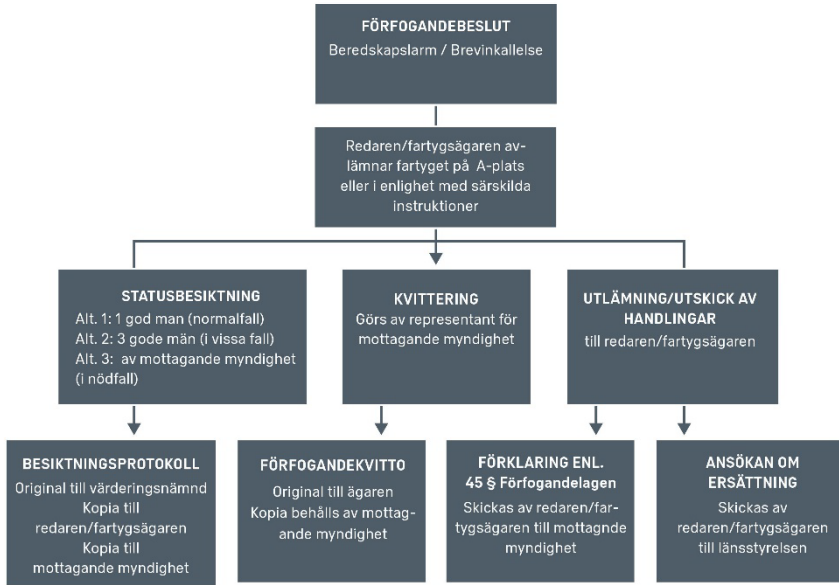 FÖRFOGANDEBESLUT
Beredskapslarm / Brevinkallelse
Redaren/fartygsägaren av-
lämnar fartyget på A-plats
eller i enlighet med särskilda
instruktioner
STATUSBESIKTNING
Alt. 1: 1 god man (normalfall)
Alt. 2: 3 gode män (i vissa fall)
Alt. 3: av mottagande myndighet
(i nödfall)
KVITTERING
Görs av representant för
mottagande myndighet
UTLÄMNING/UTSKICK AV
HANDLINGAR
till redaren/fartygsägaren
BESIKTNINGSPROTOKOLL
Original till värderingsnämnd
Kopia till
redaren/fartygsägaren
Kopia till
mottagande myndighet
FÖRFOGANDEKVITTO
Original till ägaren
Kopia behålls av mottag-
ande myndighet
FÖRKLARING ENL.
45 § Förfogandelagen
Skickas av redaren/far-
tygsägaren till mottagnde
myndighet
ANSÖKAN OM
ERSÄTTNING
Skickas av
redaren/fartygsägaren
till länsstyrelsen